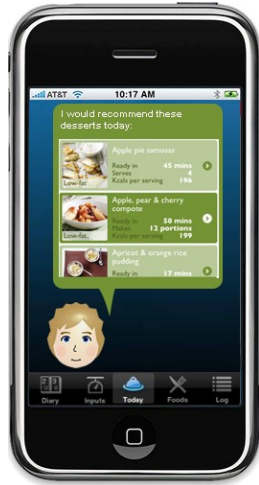 AT&T 10:17 AM
I would recommend these
desserts today:
Apple pie samosas
Ready in 45 mins
Serves 4
Kcals per serving 196
Low-fat
Apple, pear & cherry
compote
Ready in 50 mins
Makes 12 portions
Kcals per serving 199
Low-fat
Apricot & orange rice
pudding
Ready in 17 mins
Diary Inputs Today Foods Log